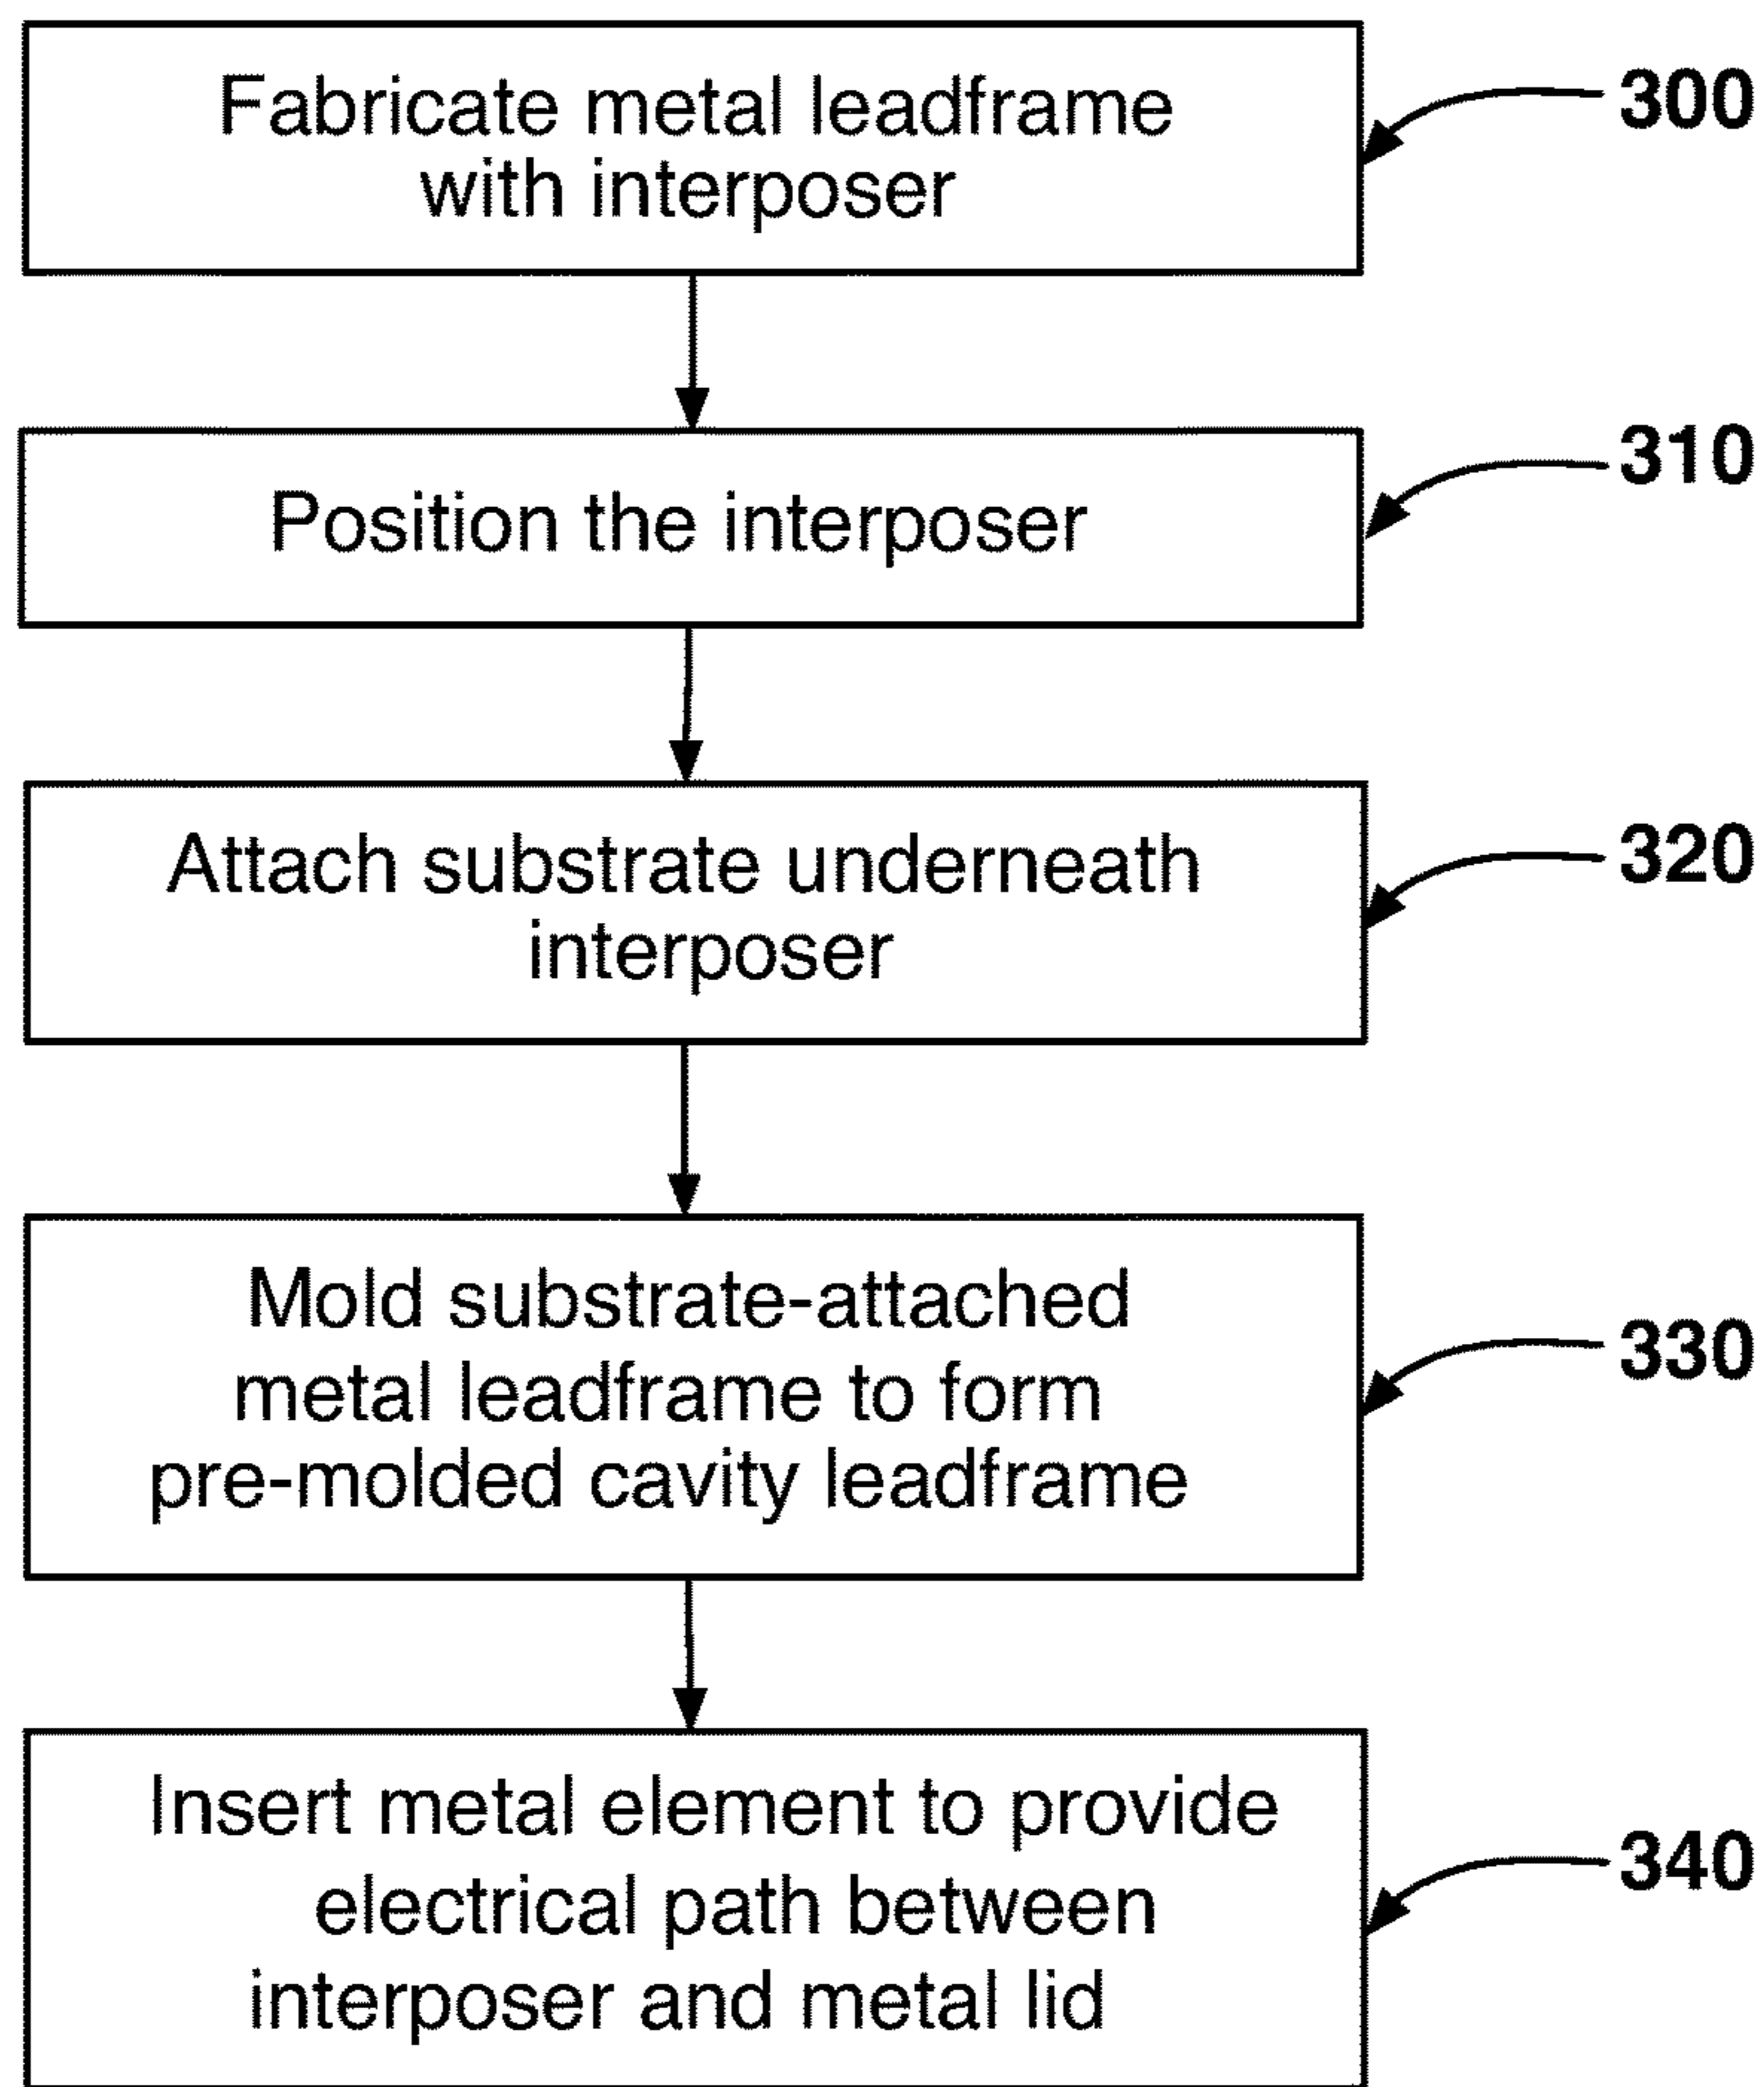 Fabricate metal leadframe
with interposer
300
Position the interposer
310
Attach substrate underneath
interposer
320
Mold substrate-attached
metal leadframe to form
pre-molded cavity leadframe
330
Insert metal element to provide
electrical path between
interposer and metal lid
340